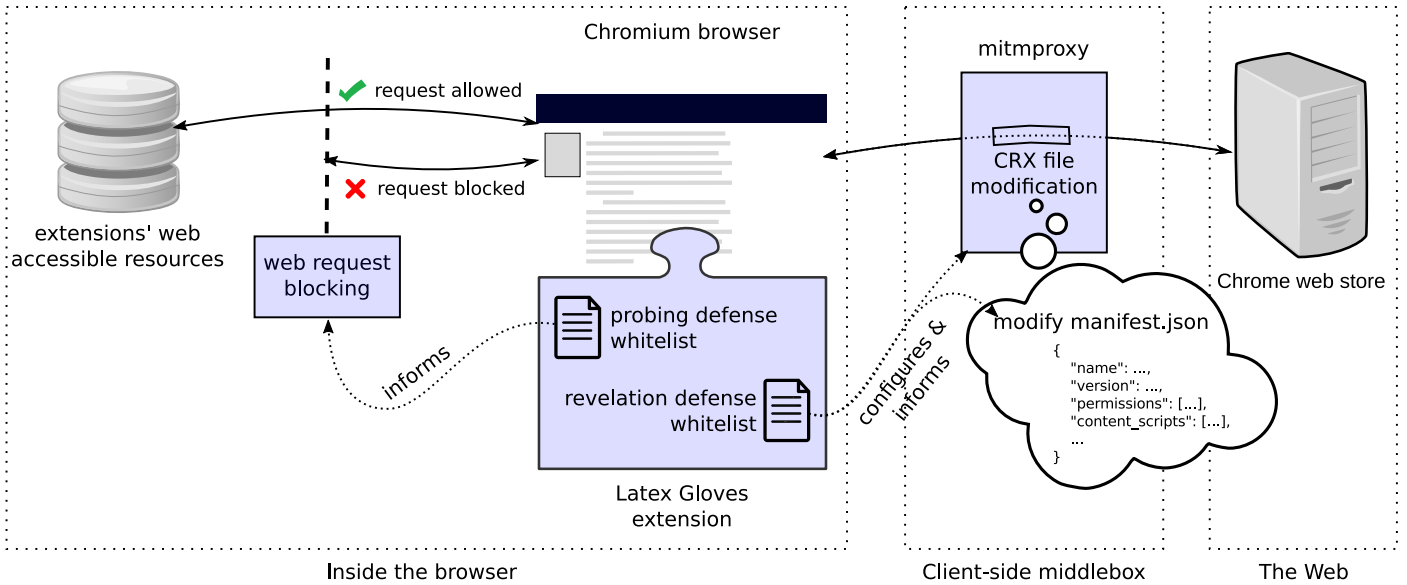 Chromium browser
request allowed
request blocked
extensions' web
accessible resources
web request
blocking
informs
probing defense
whitelist
revelation defense
whitelist
Latex Gloves
extension
Inside the browser
mitmproxy
CRX file
modification
configures &
informs
modify manifest.json
{
"name": ...,
"version": ...,
"permissions": [...],
"content_scripts": [...],
...
}
Client-side middlebox
Chrome web store
The Web